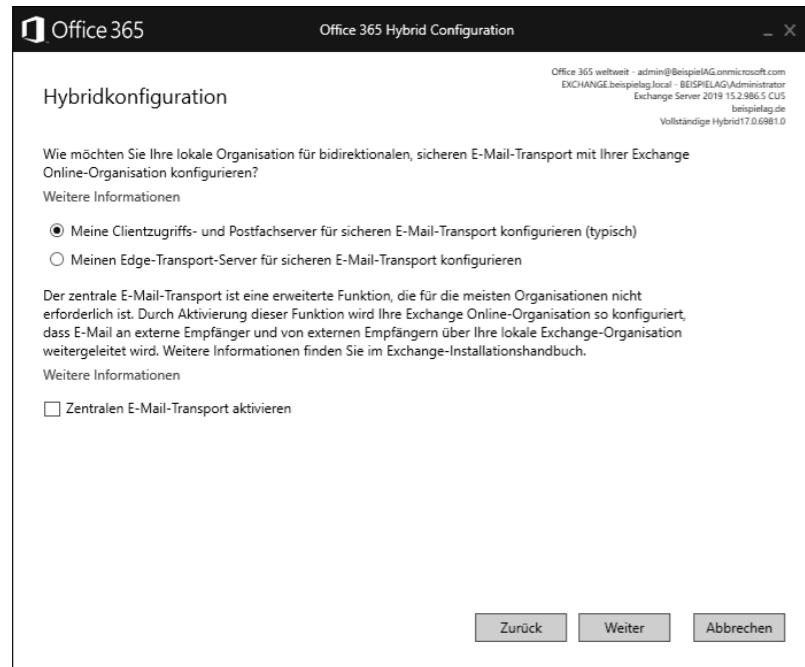 Office 365
Office 365 Hybrid Configuration
Office 365 weltweit - admin@BeispielAG.onmicrosoft.com
EXCHANGE.beispielag.local - BEISPIELAG\Administrator
Exchange Server 2019 15.2.986.5 CU5
beispielag.de
Vollständige Hybrid17.0.6981.0
Hybridkonfiguration
Wie möchten Sie Ihre lokale Organisation für bidirektionalen, sicheren E-Mail-Transport mit Ihrer Exchange
Online-Organisation konfigurieren?
Weitere Informationen
Meine Clientzugriffs- und Postfachserver für sicheren E-Mail-Transport konfigurieren (typisch)
Meinen Edge-Transport-Server für sicheren E-Mail-Transport konfigurieren
Der zentrale E-Mail-Transport ist eine erweiterte Funktion, die für die meisten Organisationen nicht
erforderlich ist. Durch Aktivierung dieser Funktion wird Ihre Exchange Online-Organisation so konfiguriert,
dass E-Mail an externe Empfänger und von externen Empfängern über Ihre lokale Exchange-Organisation
weitergeleitet wird. Weitere Informationen finden Sie im Exchange-Installationshandbuch.
Weitere Informationen
Zentralen E-Mail-Transport aktivieren
Zurück
Weiter
Abbrechen